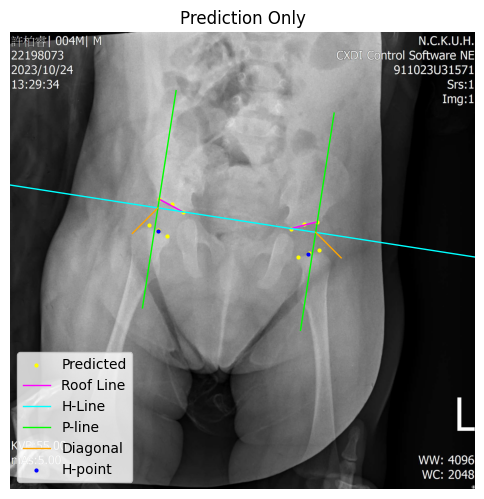 Prediction Only
許柏睿| 004M| M
22198073
2023/10/24
13:29:34
N.C.K.U.H.
CXDI Control Software NE
911023U31571
Srs:1
Img:1
Predicted
Roof Line
H-Line
P-line
Diagonal
H-point
L
WW: 4096
WC: 2048